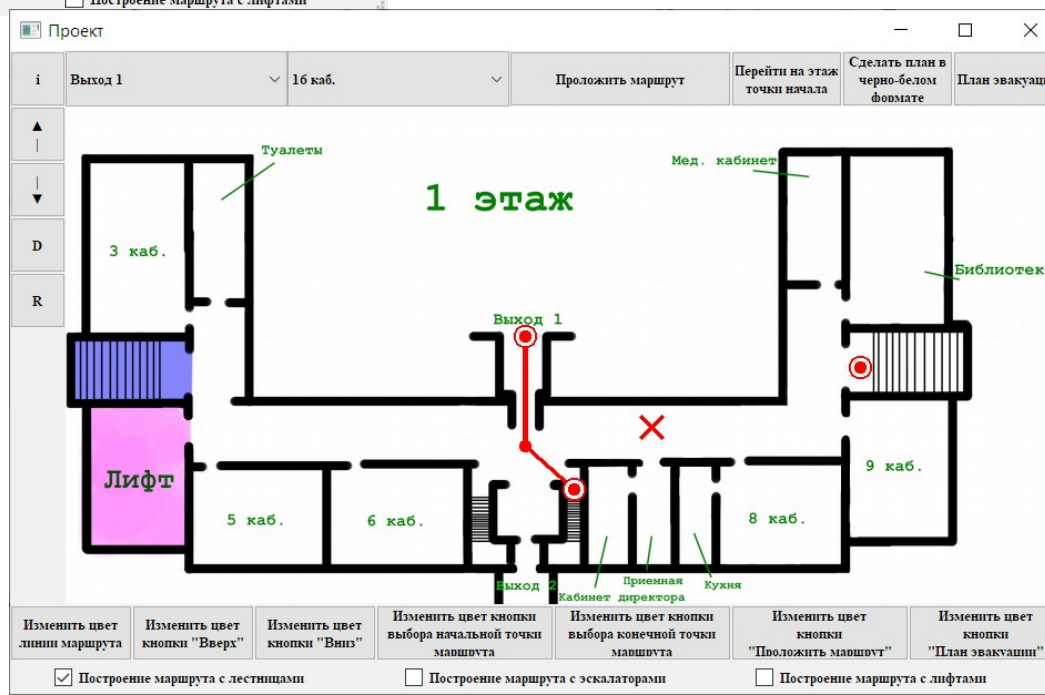 Построение маршрута с лифтами
Проект
i
Выход 1
16 каб.
Проложить маршрут
Перейти на этаж
точки начала
Сделать план в
черно-белом
формате
План эвакуаци
D
R
1 этаж
Туалеты
Мед. кабинет
3 каб.
Библиотек
Выход 1
Лифт
5 каб.
6 каб.
8 каб.
9 каб.
Выход 2
Кабинет директора
Приемная
Кухня
Изменить цвет
линии маршрута
Изменить цвет
кнопки "Вверх"
Изменить цвет
кнопки "Вниз"
Изменить цвет кнопки
выбора начальной точки
маршрута
Изменить цвет кнопки
выбора конечной точки
маршрута
Изменить цвет
кнопки
"Проложить маршрут"
Изменить цвет
кнопки
"План эвакуации"
Построение маршрута с лестницами
Построение маршрута с эскалаторами
Построение маршрута с лифтами